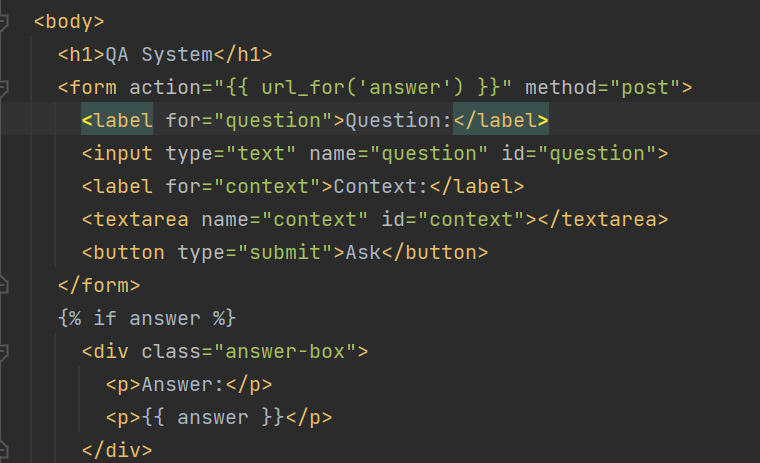 <body>
<h1>QA System</h1>
<form action="{{ url_for('answer') }}" method="post">
<label for="question">Question:</label>
<input type="text" name="question" id="question">
<label for="context">Context:</label>
<textarea name="context" id="context"></textarea>
<button type="submit">Ask</button>
</form>
{% if answer %}
<div class="answer-box">
<p>Answer:</p>
<p>{{ answer }}</p>
</div>